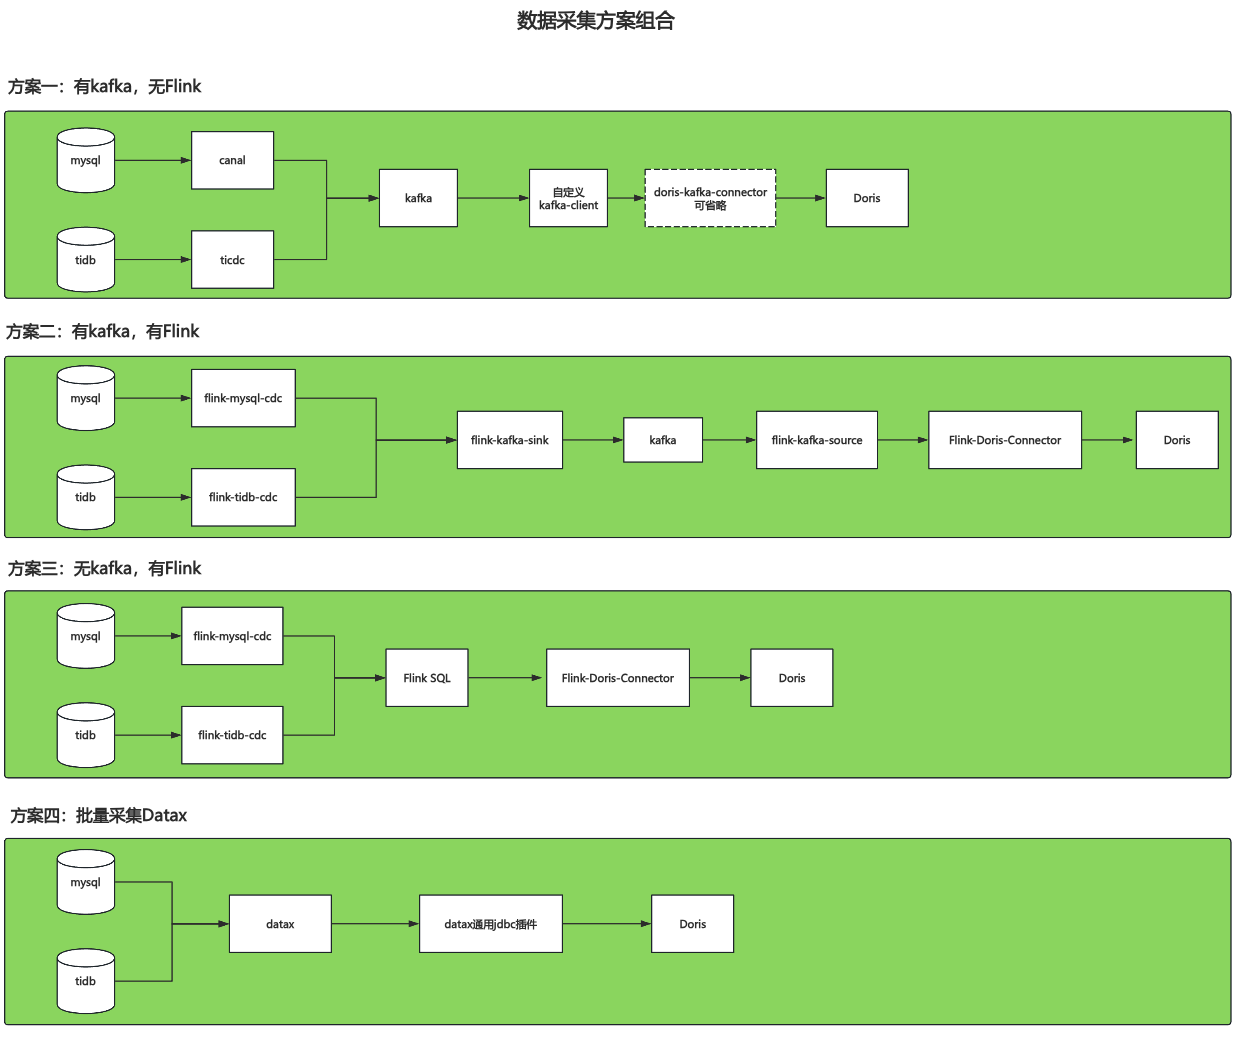 数据采集方案组合
方案一：有kafka，无Flink
mysql
canal
kafka
自定义
kafka-client
doris-kafka-connector
可省略
Doris
tidb
ticdc
方案二：有kafka，有Flink
mysql
flink-mysql-cdc
flink-kafka-sink
kafka
flink-kafka-source
Flink-Doris-Connector
Doris
tidb
flink-tidb-cdc
方案三：无kafka，有Flink
mysql
flink-mysql-cdc
Flink SQL
Flink-Doris-Connector
Doris
tidb
flink-tidb-cdc
方案四：批量采集Datax
mysql
datax
datax通用jdbc插件
Doris
tidb